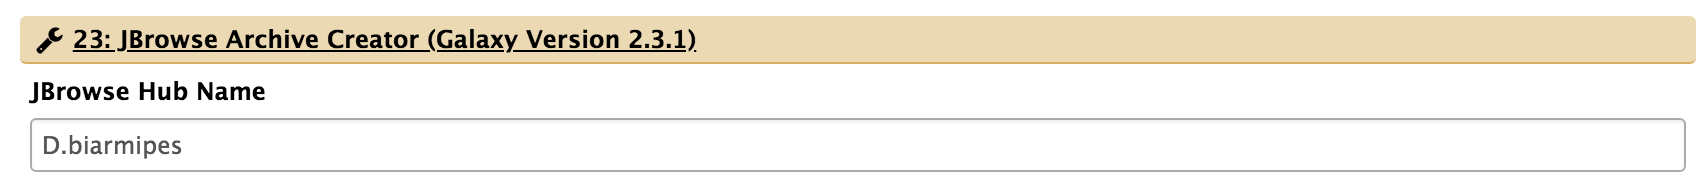 23: JBrowse Archive Creator (Galaxy Version 2.3.1)
JBrowse Hub Name
D.biarmipes